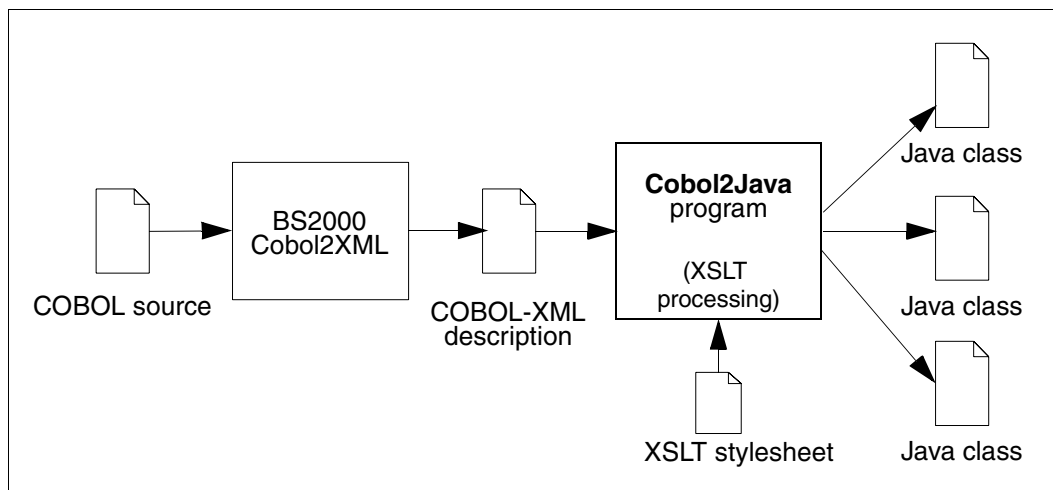 COBOL source
BS2000
Cobol2XML
COBOL-XML
description
Cobol2Java
program
(XSLT
processing)
XSLT stylesheet
Java class
Java class
Java class